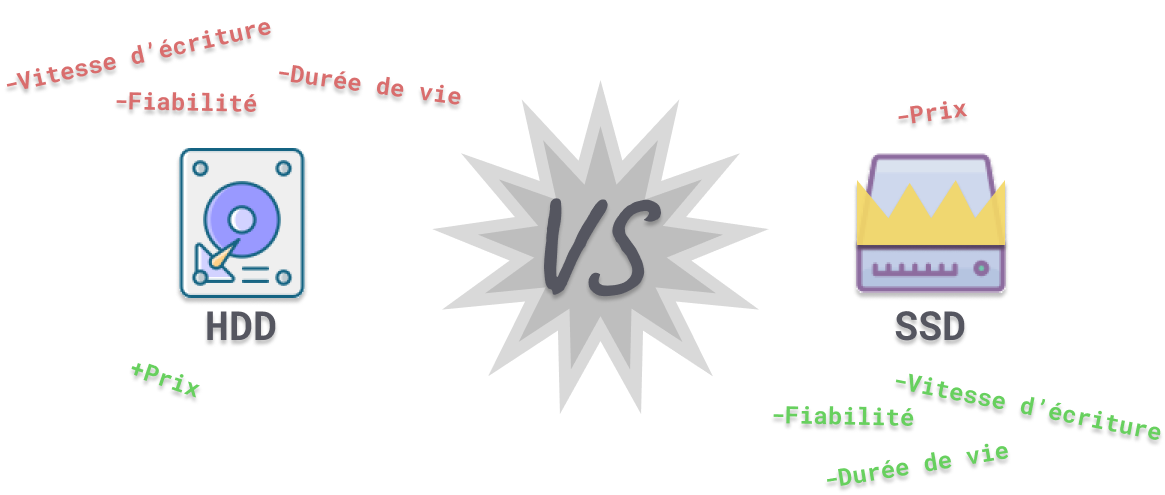 -Vitesse d'écriture
-Durée de vie
-Fiabilité
HDD
+Prix
VS
-Prix
SSD
-Vitesse d'écriture
-Fiabilité
-Durée de vie